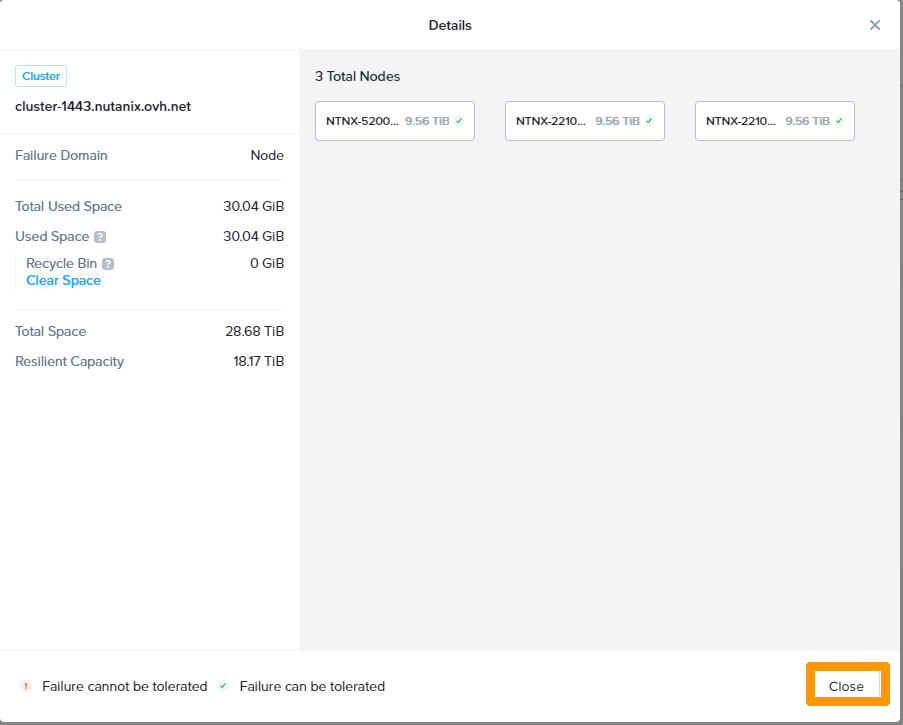 Details
Cluster
cluster-1443.nutanix.ovh.net
Failure Domain Node
Total Used Space 30.04 GiB
Used Space ? 30.04 GiB
Recycle Bin ? 0 GiB
Clear Space
Total Space 28.68 TiB
Resilient Capacity 18.17 TiB
3 Total Nodes
NTNX-5200... 9.56 TiB
NTNX-2210... 9.56 TiB
NTNX-2210... 9.56 TiB
! Failure cannot be tolerated
Failure can be tolerated
Close